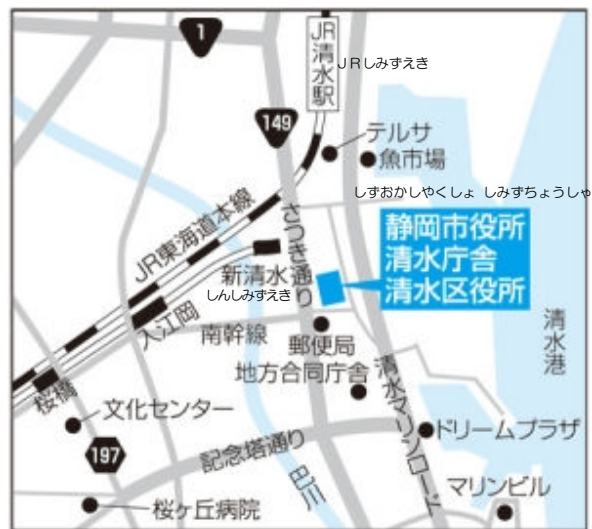 1
JR清水駅
JRしみずえき
149
テルサ
魚市場
しずおかしやくしょ しみずちょうしゃ
静岡市役所
清水庁舎
清水区役所
JR東海道本線
さつき通り
新清水
しんしみずえき
入江岡
南幹線
郵便局
地方合同庁舎
清水港
桜橋
文化センター
197
記念塔通り
巴川
清水マリンロード
ドリームプラザ
マリンビル
桜ヶ丘病院